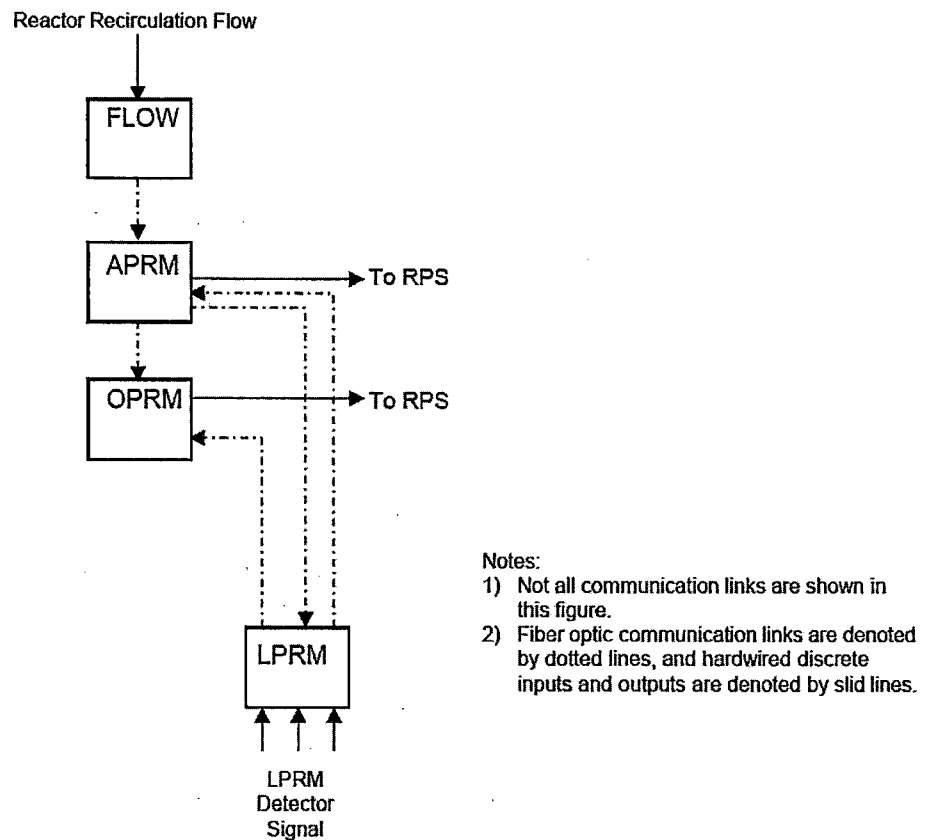 Reactor Recirculation Flow
FLOW
APRM
To RPS
OPRM
To RPS
LPRM
LPRM
Detector
Signal
Notes:
1) Not all communication links are shown in
this figure.
2) Fiber optic communication links are denoted
by dotted lines, and hardwired discrete
inputs and outputs are denoted by slid lines.